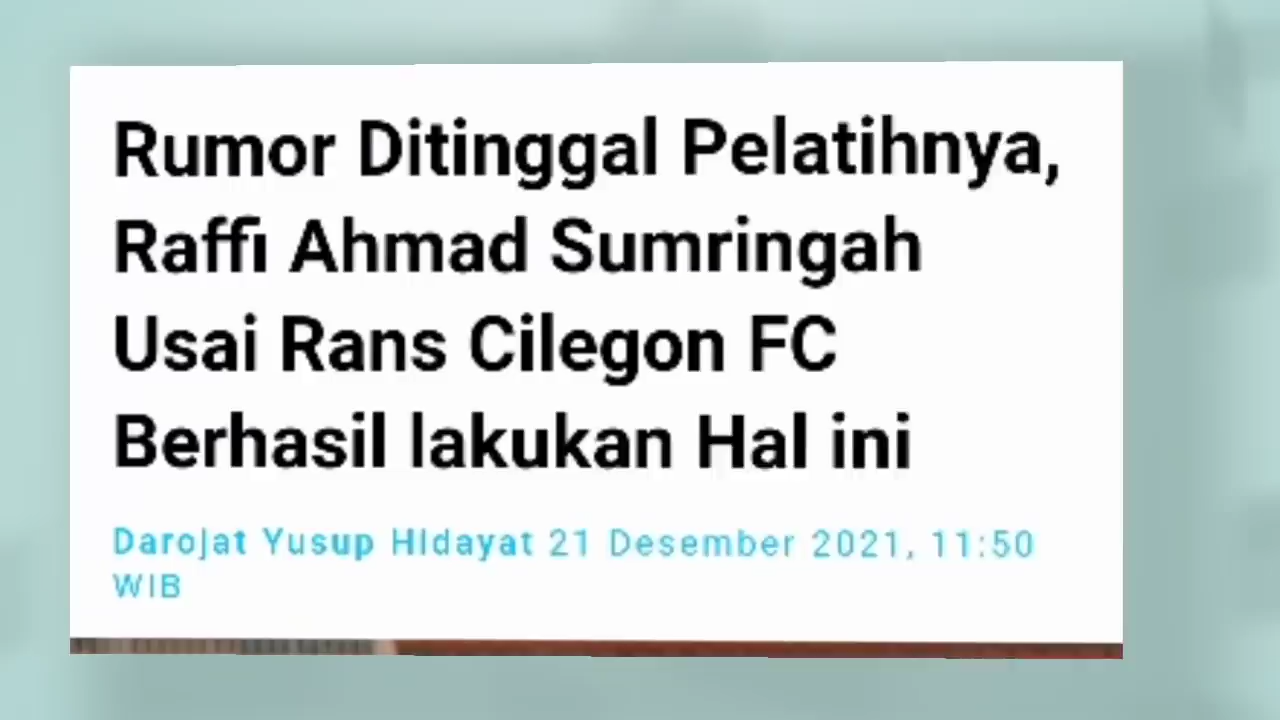 Rumor Ditinggal Pelatihnya,
Raffi Ahmad Sumringah
Usai Rans Cilegon FC
Berhasil lakukan Hal ini
Darojat Yusup Hidayat 21 Desember 2021, 11:50
WIB